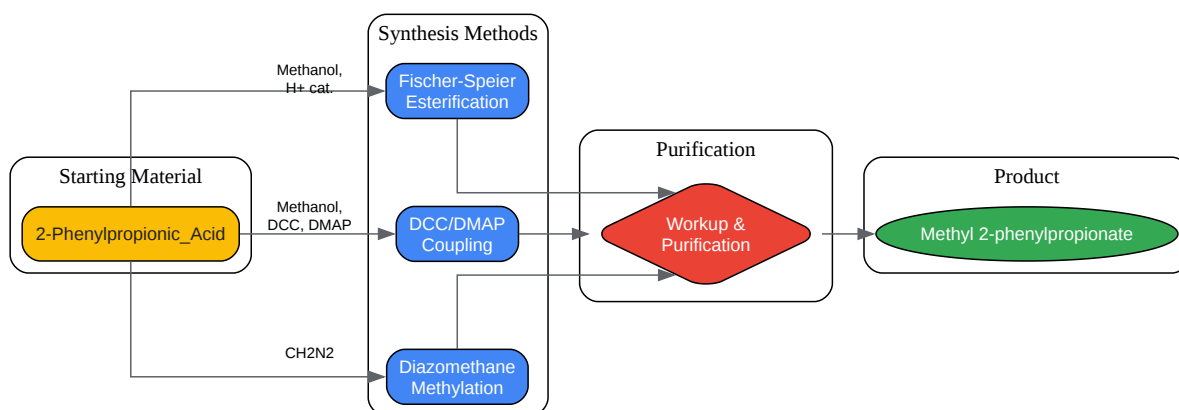 Synthesis Methods
Methanol,
H+ cat.
Fischer-Speier
Esterification
Starting Material
2-Phenylpropionic_Acid
Methanol,
DCC, DMAP
DCC/DMAP
Coupling
Purification
Workup &
Purification
Product
Methyl 2-phenylpropionate
CH2N2
Diazomethane
Methylation